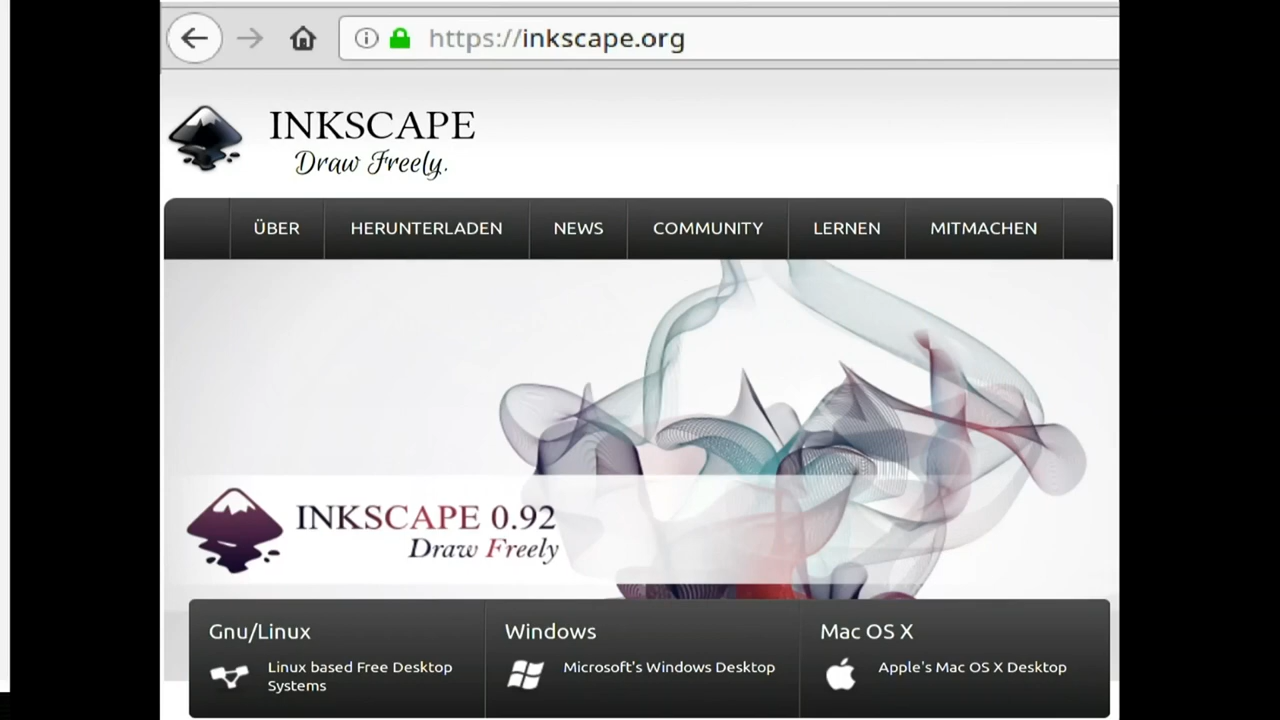 https://inkscape.org
INKSCAPE
Draw Freely.
ÜBER HERUNTERLADEN NEWS COMMUNITY LERNEN MITMACHEN
INKSCAPE 0.92
Draw Freely
Gnu/Linux
Linux based Free Desktop
Systems
Windows
Microsoft's Windows Desktop
Mac OS X
Apple's Mac OS X Desktop